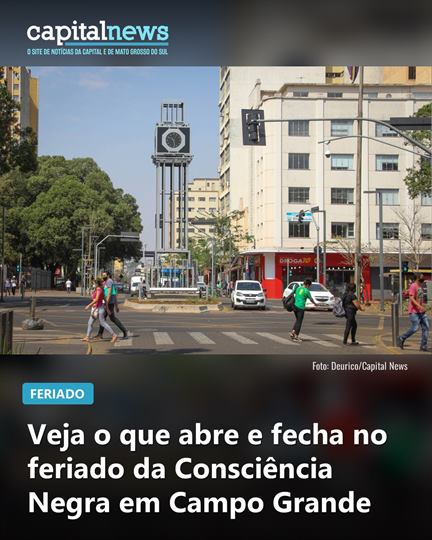 capitalnews
O SITE DE NOTÍCIAS DA CAPITAL E DE MATO GROSSO DO SUL
DROGA
Foto: Deurico/Capital News
FERIADO
Veja o que abre e fecha no
feriado da Consciência
Negra em Campo Grande